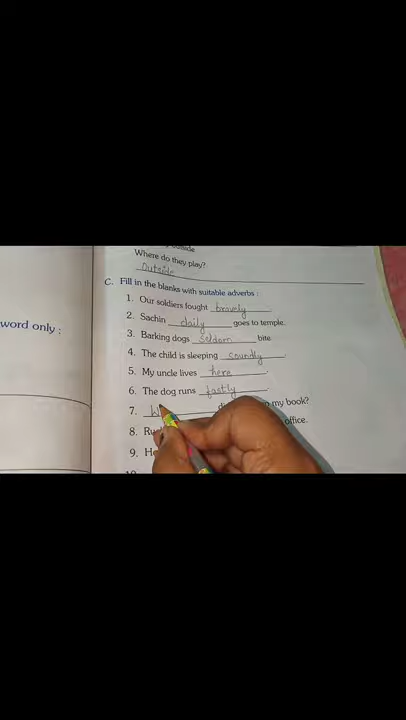 outside
Where do they play?
outside
C. Fill in the blanks with suitable adverbs :
1. Our soldiers fought bravely.
2. Sachin daily goes to temple.
3. Barking dogs seldom bite
4. The child is sleeping soundly.
5. My uncle lives here.
6. The dog runs fastly.
7. my book?
8. office.
9.
word only :